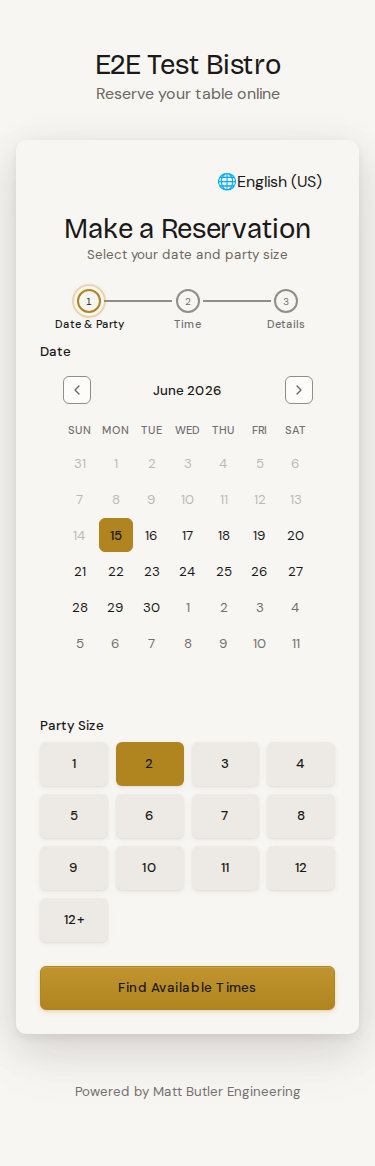 E2E Test Bistro
Reserve your table online
🌐English (US)
Make a Reservation
Select your date and party size
1 2 3
Date & Party Time Details
Date
June 2026
SUN MON TUE WED THU FRI SAT
31 1 2 3 4 5 6
7 8 9 10 11 12 13
14 15 16 17 18 19 20
21 22 23 24 25 26 27
28 29 30 1 2 3 4
5 6 7 8 9 10 11
Party Size
1 2 3 4
5 6 7 8
9 10 11 12
12+
Find Available Times
Powered by Matt Butler Engineering